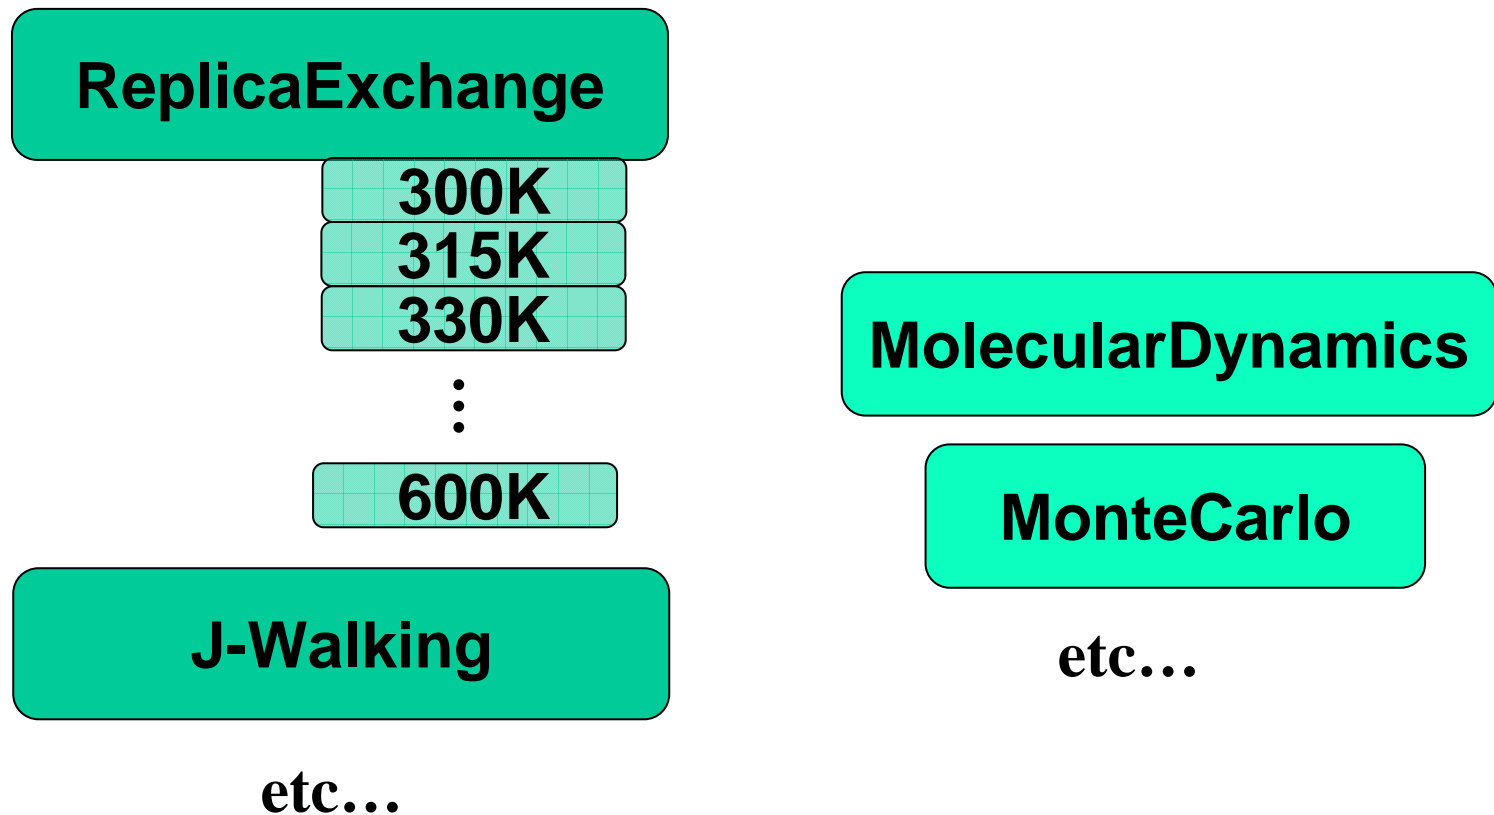 ReplicaExchange
300K
315K
330K
⋮
600K
J-Walking
etc…
MolecularDynamics
MonteCarlo
etc…